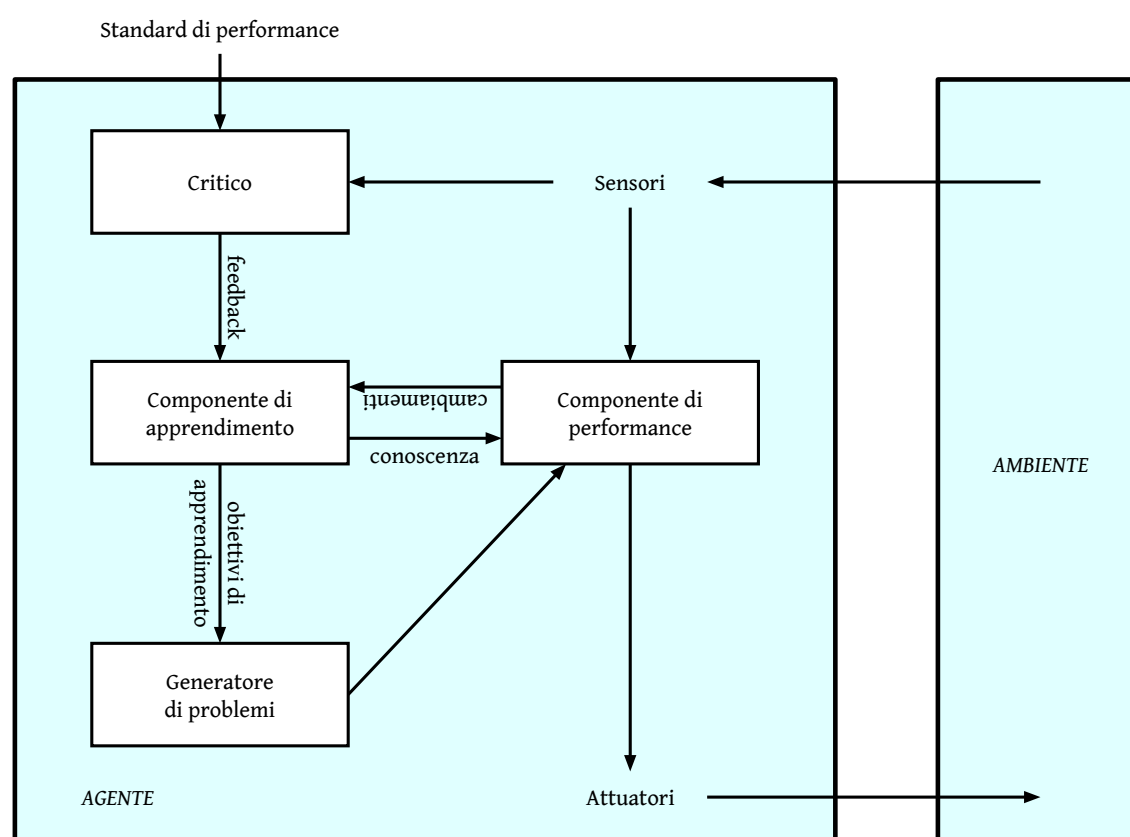 Standard di performance
Critico
Sensori
feedback
Componente di
apprendimento
cambiamenti
conoscenza
Componente di
performance
AMBIENTE
obiettivi di
apprendimento
Generatore
di problemi
AGENTE
Attuatori